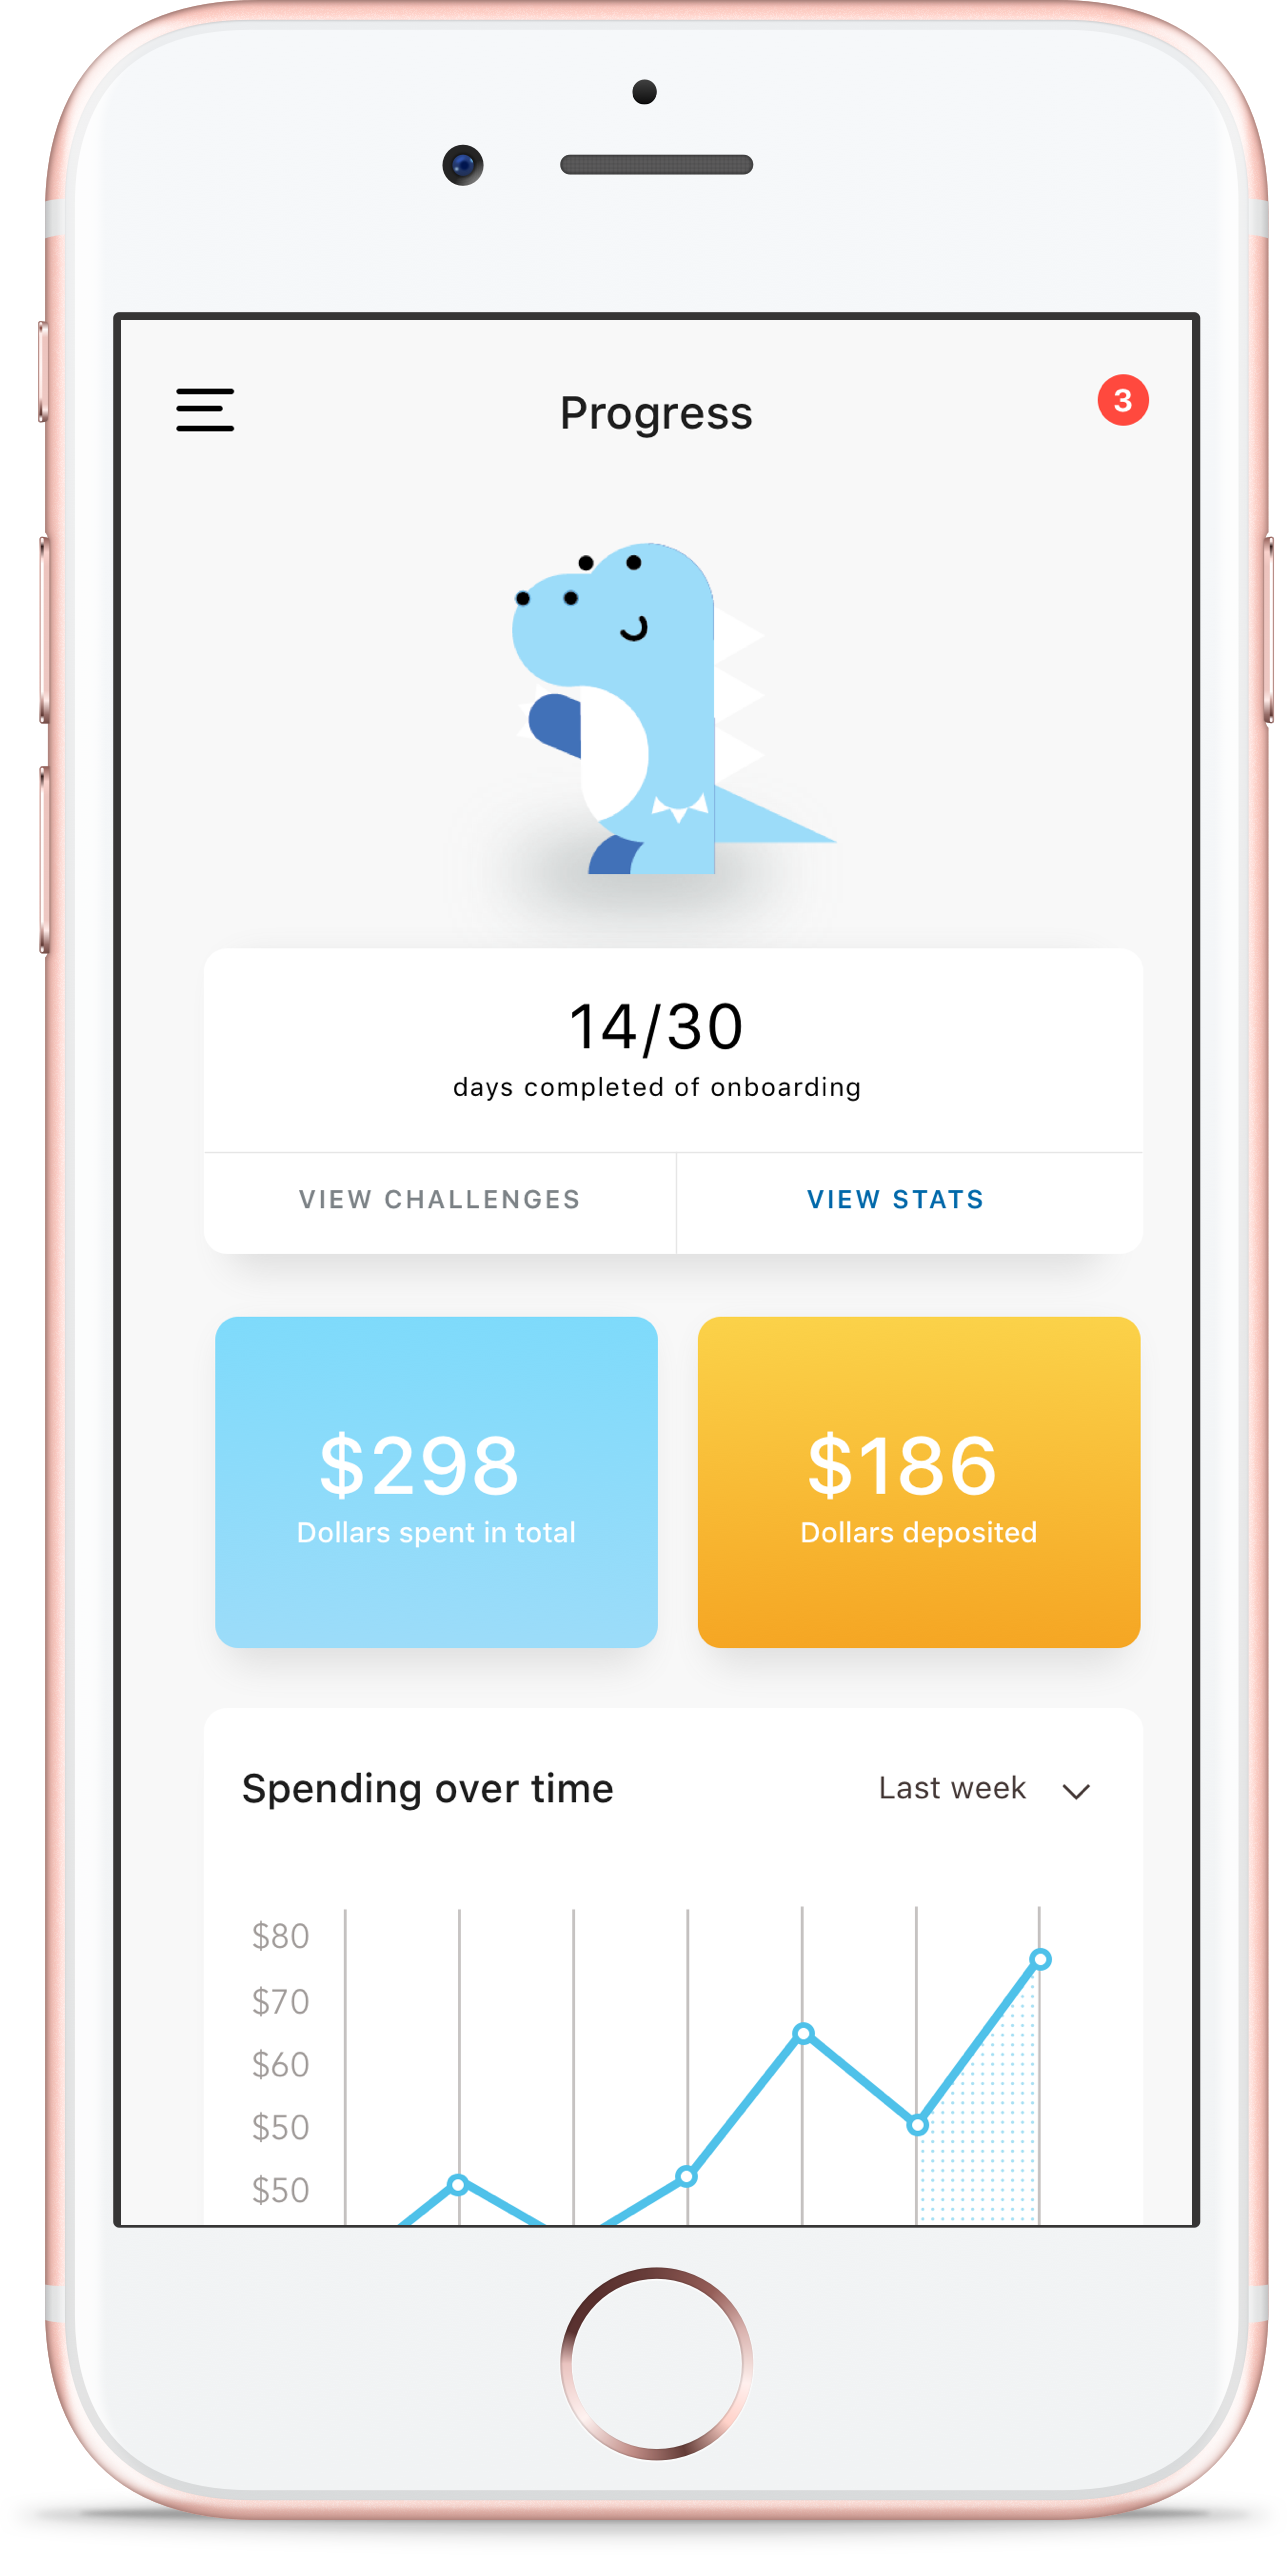 Progress
3
14/30
days completed of onboarding
VIEW CHALLENGES
VIEW STATS
$298
Dollars spent in total
$186
Dollars deposited
Spending over time
Last week
$80
$70
$60
$50
$50